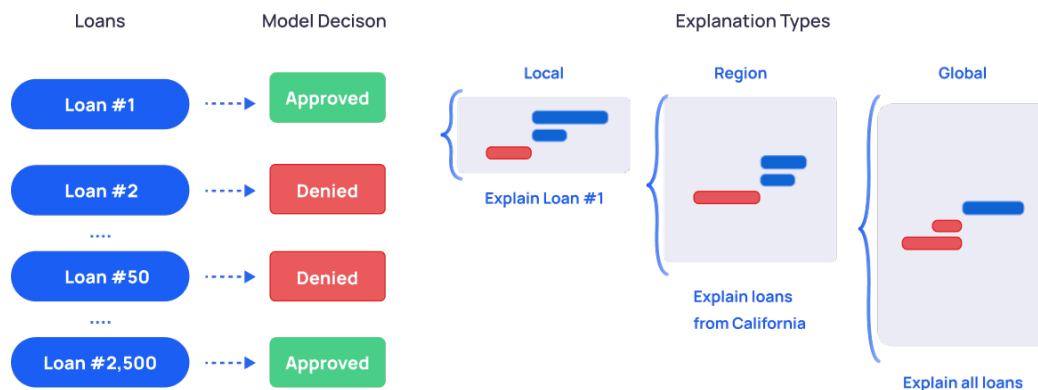 Loans
Model Decison
Explanation Types
Local
Region
Global
Loan #1
Approved
Loan #2
Denied
....
Loan #50
Denied
....
Loan #2,500
Approved
Explain Loan #1
Explain loans
from California
Explain all loans